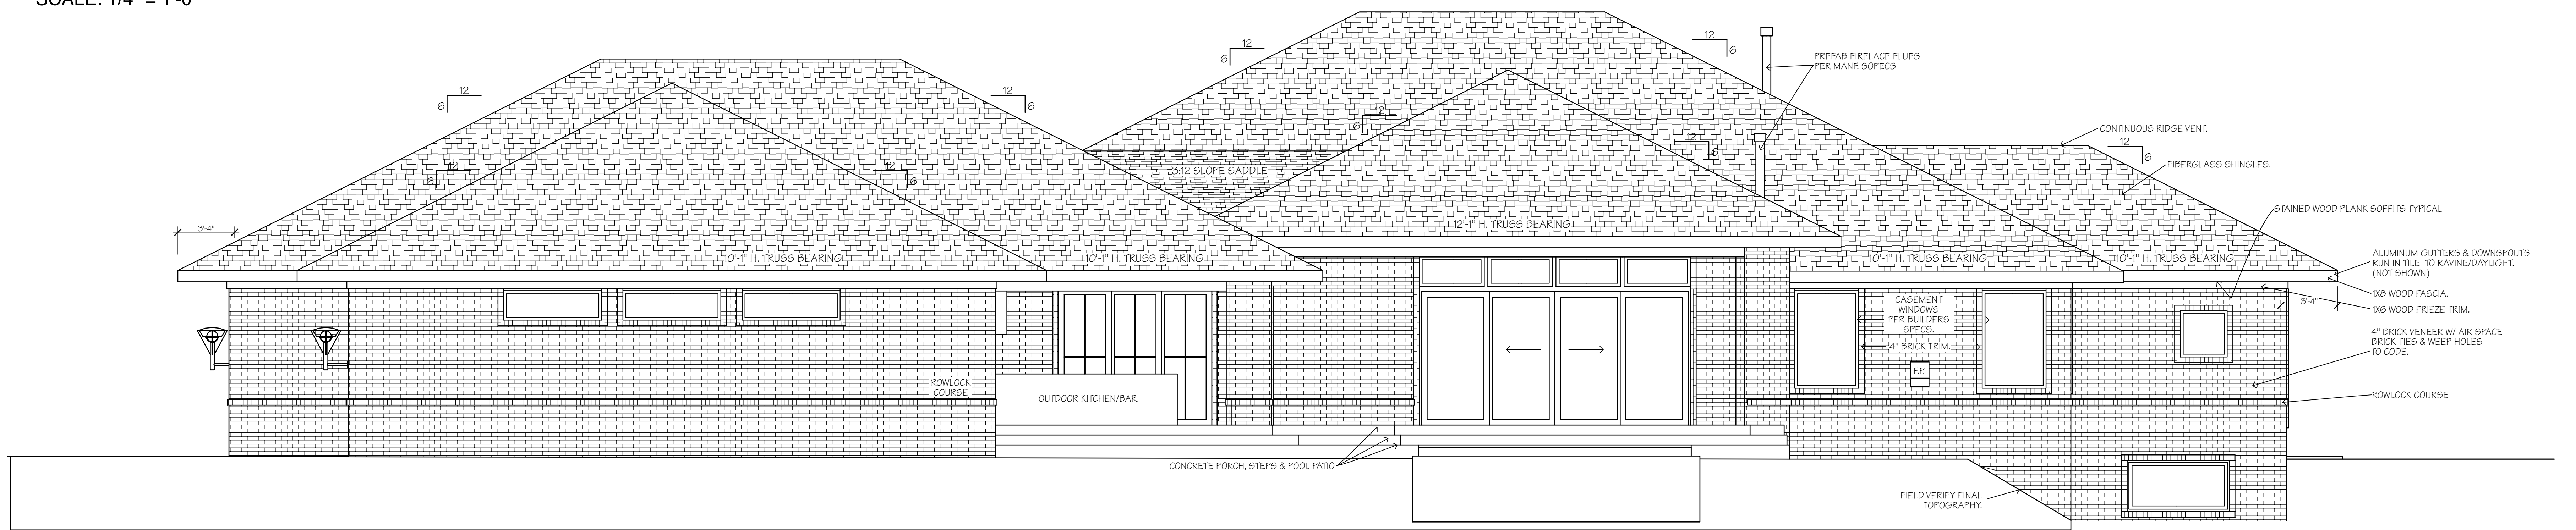 SCALE: 1/4" = 1'-0"
12
6
12
6
12
6
12
6
12
6
12
6
12
6
12
6
6
12
6
3:12 SLOPE SADDLE
PREFAB FIRELACE FLUES
PER MANF. SOPECS
CONTINUOUS RIDGE VENT.
FIBERGLASS SHINGLES.
STAINED WOOD PLANK SOFFITS TYPICAL
3'-4"
12'-1" H. TRUSS BEARING
10'-1" H. TRUSS BEARING
10'-1" H. TRUSS BEARING
10'-1" H. TRUSS BEARING
10'-1" H. TRUSS BEARING
ALUMINUM GUTTERS & DOWNSPOUTS
RUN IN TILE TO RAVINE/DAYLIGHT.
(NOT SHOWN)
1X8 WOOD FASCIA.
3'-4"
1X6 WOOD FRIEZE TRIM.
CASEMENT
WINDOWS
PER BUILDERS
SPECS.
4" BRICK TRIM.
F.P.
4" BRICK VENEER W/ AIR SPACE
BRICK TIES & WEEP HOLES
TO CODE.
ROWLOCK
COURSE
OUTDOOR KITCHEN/BAR.
ROWLOCK COURSE
CONCRETE PORCH, STEPS & POOL PATIO
FIELD VERIFY FINAL
TOPOGRAPHY.